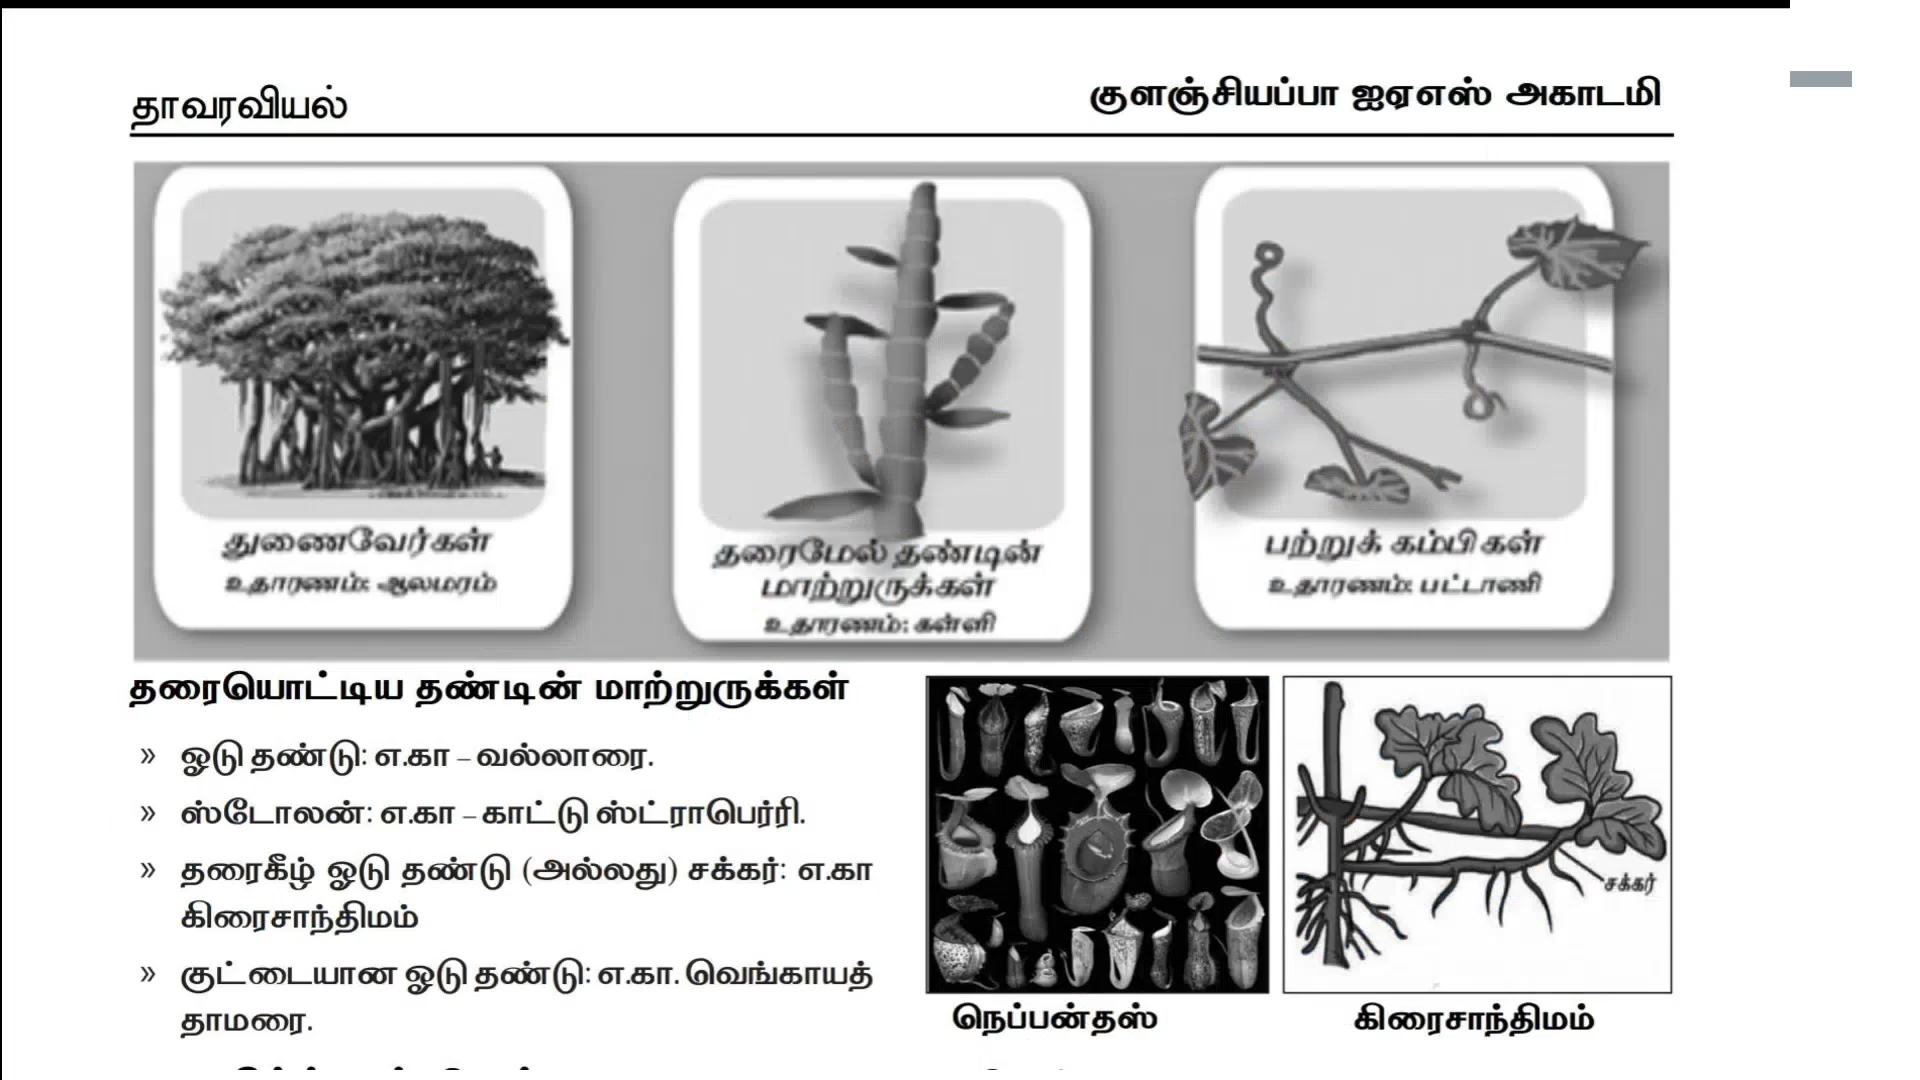 தாவரவியல்
குளஞ்சியப்பா ஐஏஎஸ் அகாடமி
துணைவேர்கள்
உதாரணம்: ஆலமரம்
தரைமேல் தண்டின்
மாற்றுருக்கள்
உதாரணம்: கள்ளி
பற்றுக் கம்பிகள்
உதாரணம்: பட்டாணி
தரையொட்டிய தண்டின் மாற்றுருக்கள்
» ஓடு தண்டு: எ.கா – வல்லாரை.
» ஸ்டோலன்: எ.கா – காட்டு ஸ்ட்ராபெர்ரி.
» தரைகீழ் ஓடு தண்டு (அல்லது) சக்கர்: எ.கா
கிரைசாந்திமம்
» குட்டையான ஓடு தண்டு: எ.கா. வெங்காயத்
தாமரை.
சக்கர்
நெப்பன்தஸ்
கிரைசாந்திமம்